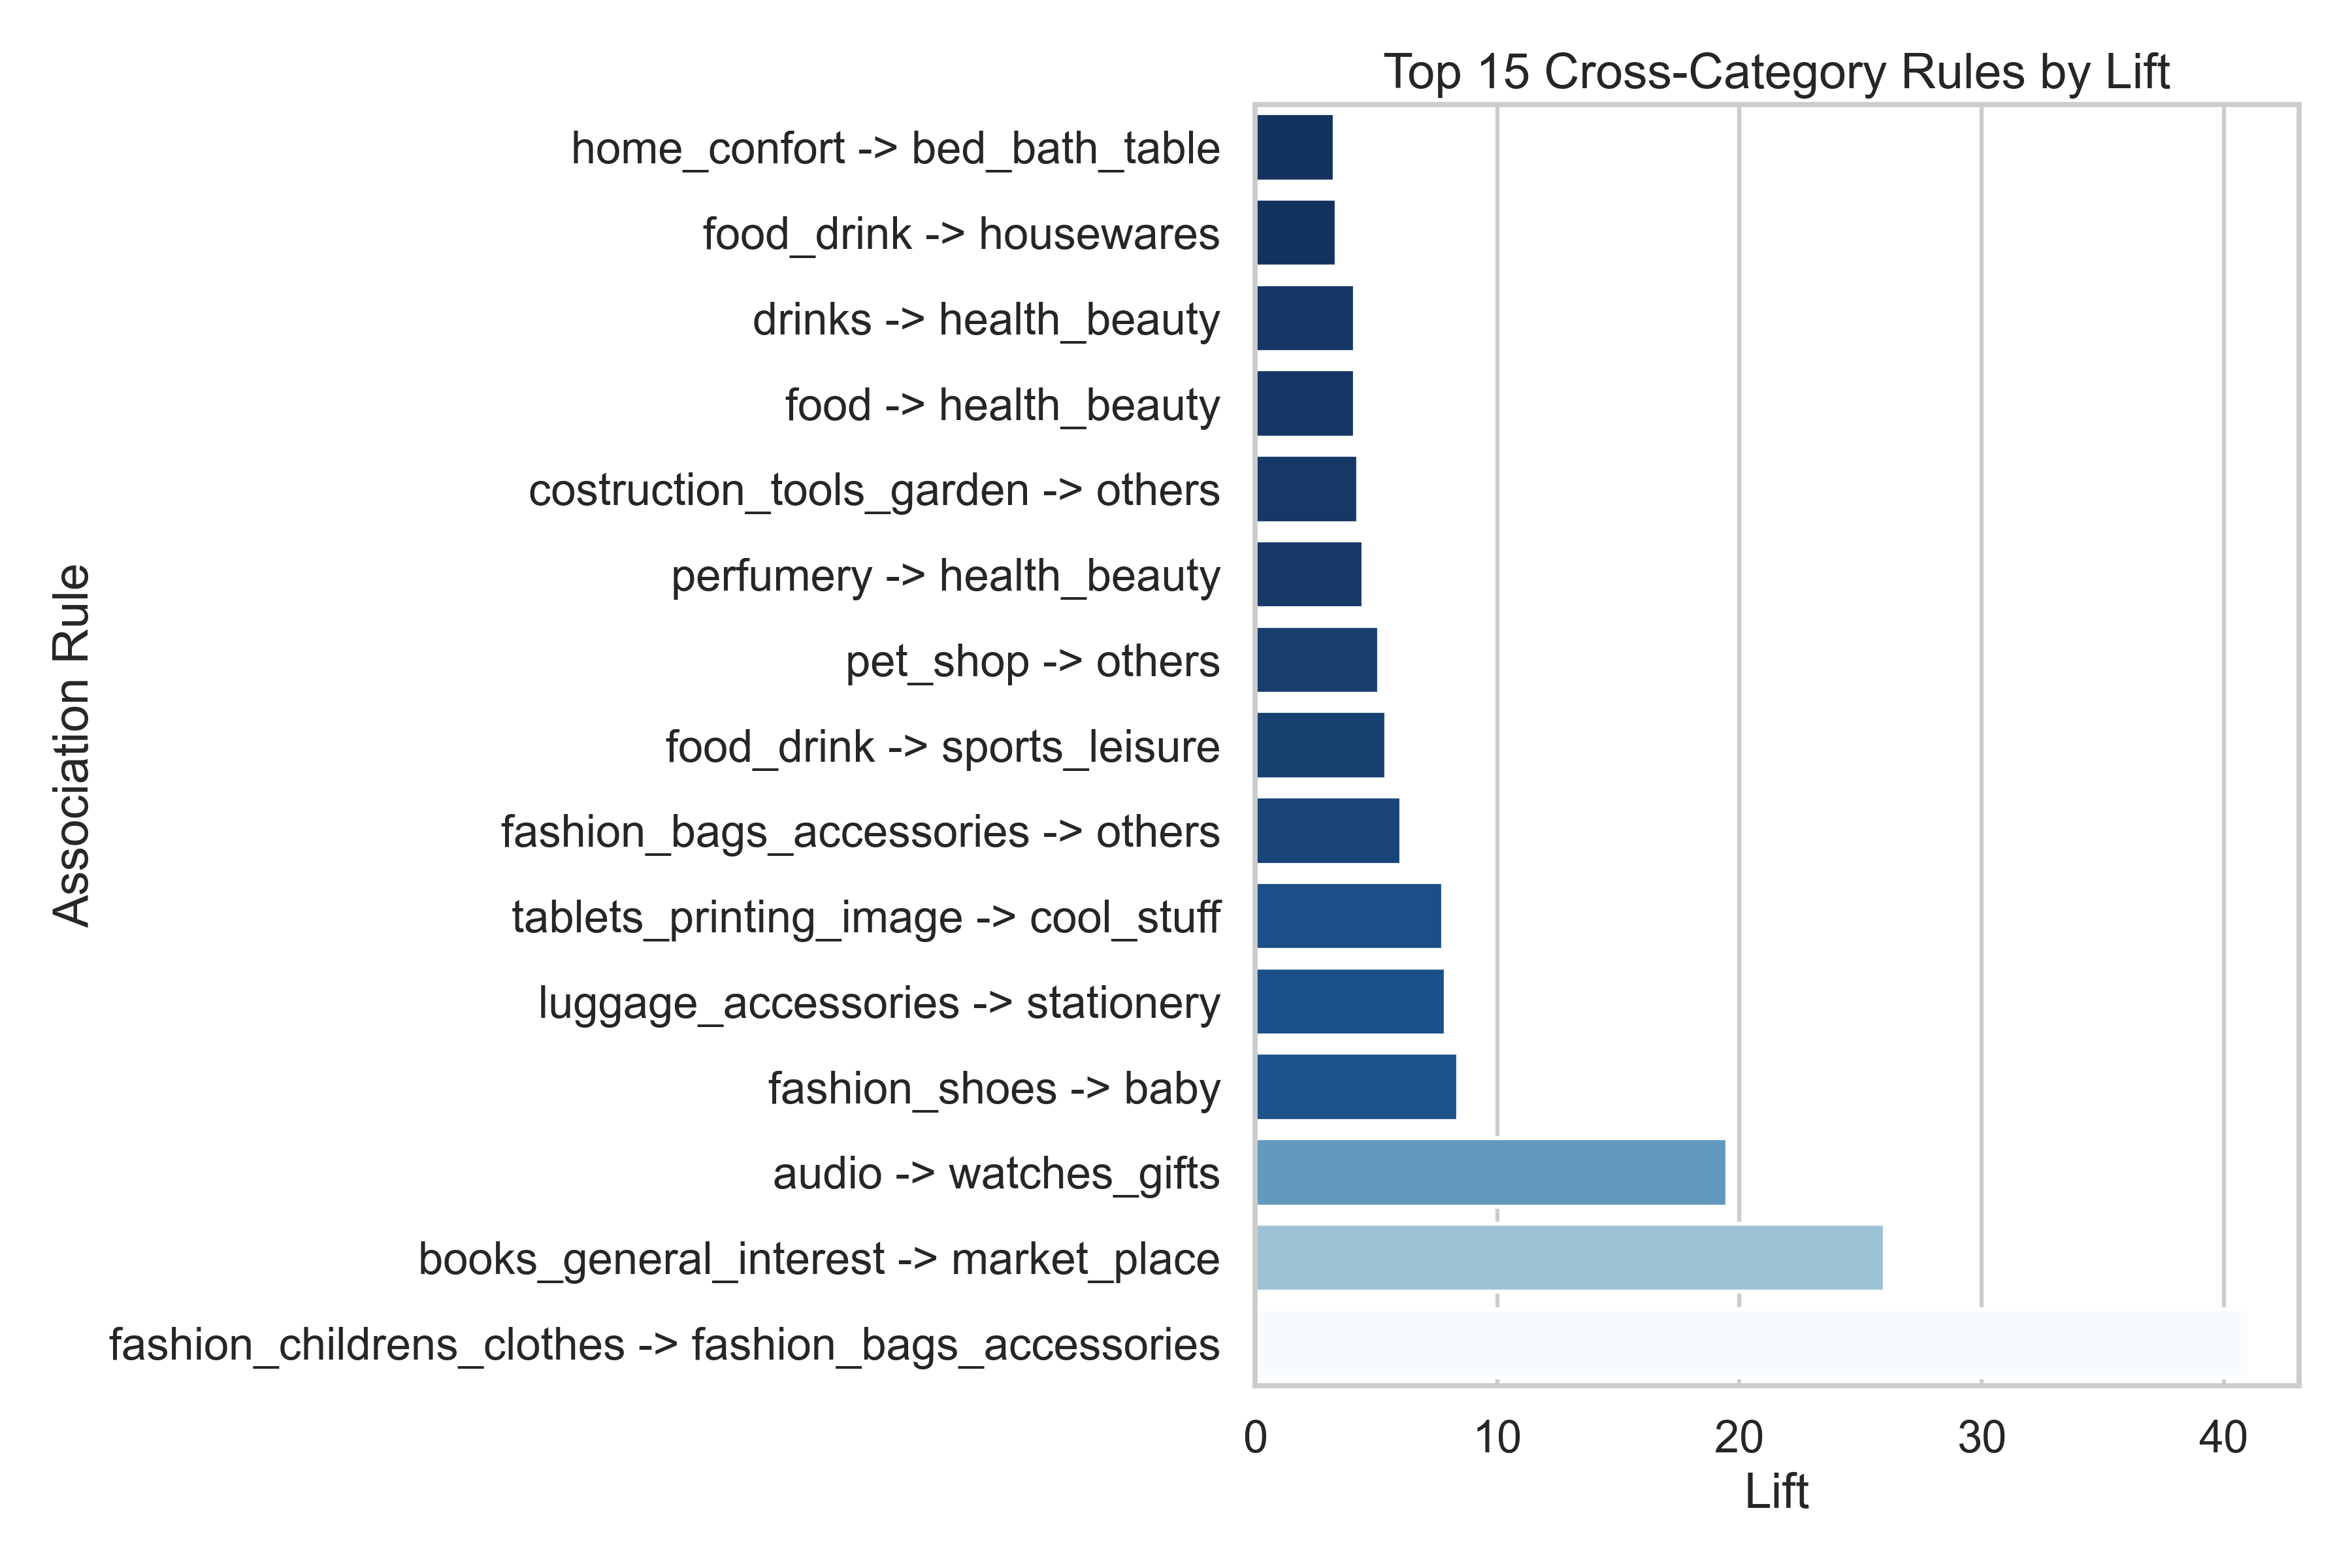 Top 15 Cross-Category Rules by Lift
Association Rule
home_confort -> bed_bath_table
food_drink -> housewares
drinks -> health_beauty
food -> health_beauty
costruction_tools_garden -> others
perfumery -> health_beauty
pet_shop -> others
food_drink -> sports_leisure
fashion_bags_accessories -> others
tablets_printing_image -> cool_stuff
luggage_accessories -> stationery
fashion_shoes -> baby
audio -> watches_gifts
books_general_interest -> market_place
fashion_childrens_clothes -> fashion_bags_accessories
0 10 20 30 40
Lift